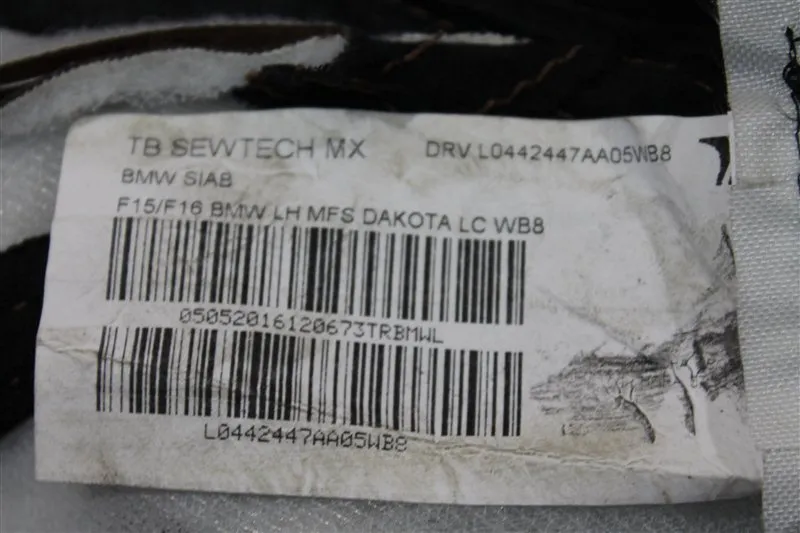 TB SEWTECH MX DRV L0442447AA05WB8
BMW SIAB
F15/F16 BMW LH MFS DAKOTA LC WB8
05052016120673TRBMWL
L0442447AA05WB8